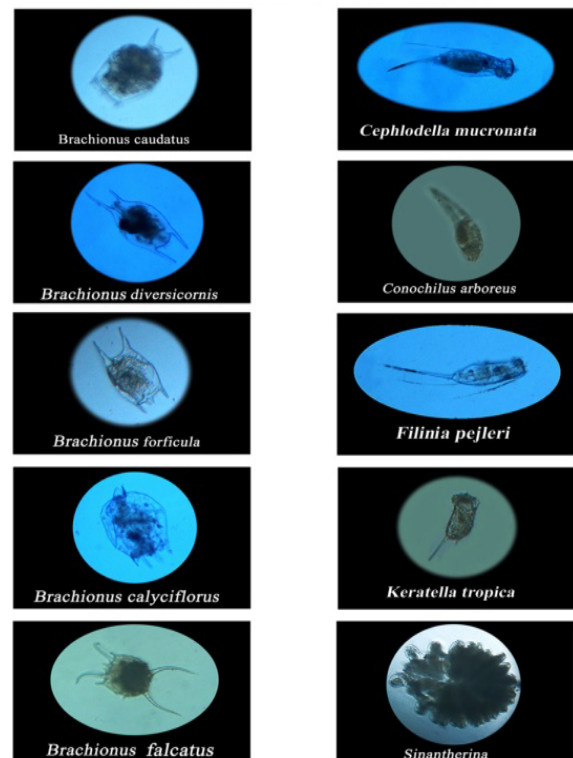 Brachionus caudatus
Brachionus diversicornis
Brachionus forficula
Brachionus calyciflorus
Brachionus falcatus
Cephlodella mucronata
Conochilus arboreus
Filinia pejleri
Keratella tropica
Sinantherina